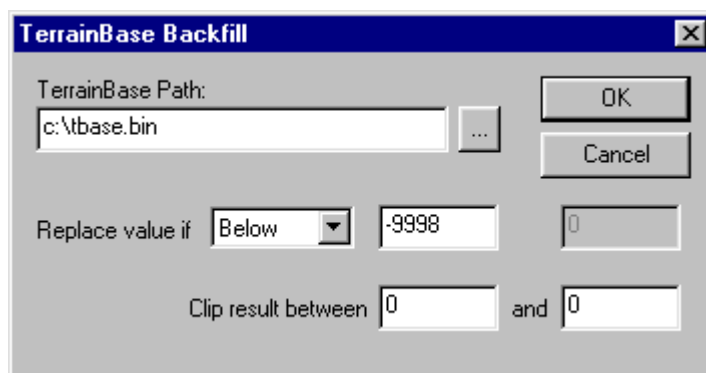 TerrainBase Backfill
TerrainBase Path:
c:\tbase.bin ...
OK
Cancel
Replace value if Below -9998 0
Clip result between 0 and 0